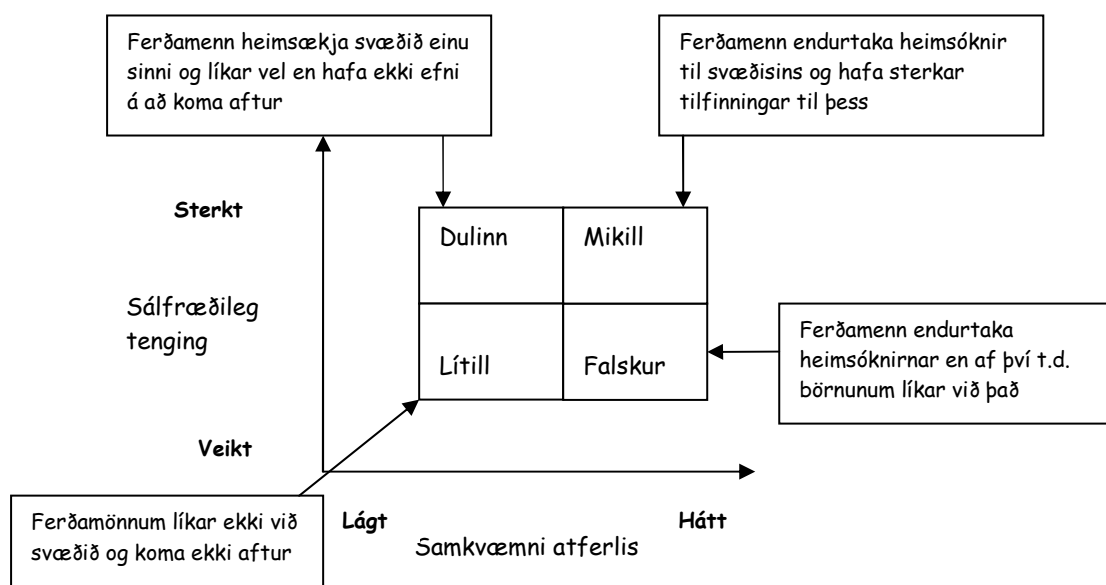 Ferðamenn heimsækja svæðið einu
sinni og líkar vel en hafa ekki efni
á að koma aftur
Ferðamenn endurtaka heimsóknir
til svæðisins og hafa sterkar
tilfinningar til þess
Sterkt
Dulinn
Mikill
Sálfræðileg
tenging
Ferðamenn endurtaka
heimsóknirnar en af því t.d.
börnunum líkar við það
Lítill
Falskur
Veikt
Ferðamönnum líkar ekki við
svæðið og koma ekki aftur
Lágt
Hátt
Samkvæmni atferlis